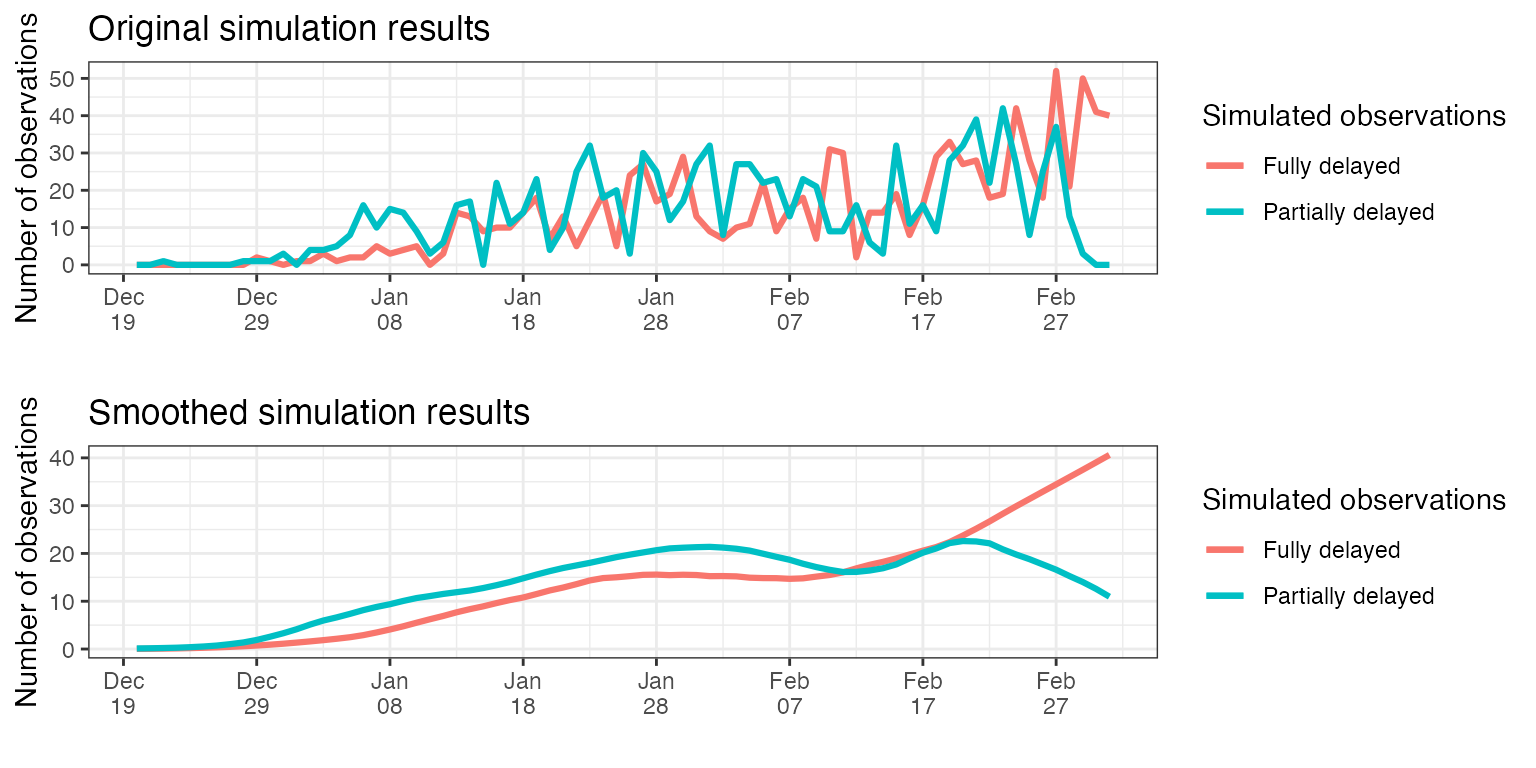 Original simulation results
Number of observations
50
40
30
20
10
0
Dec 19
Dec 29
Jan 08
Jan 18
Jan 28
Feb 07
Feb 17
Feb 27
Simulated observations
Fully delayed
Partially delayed
Smoothed simulation results
Number of observations
40
30
20
10
0
Dec 19
Dec 29
Jan 08
Jan 18
Jan 28
Feb 07
Feb 17
Feb 27
Simulated observations
Fully delayed
Partially delayed